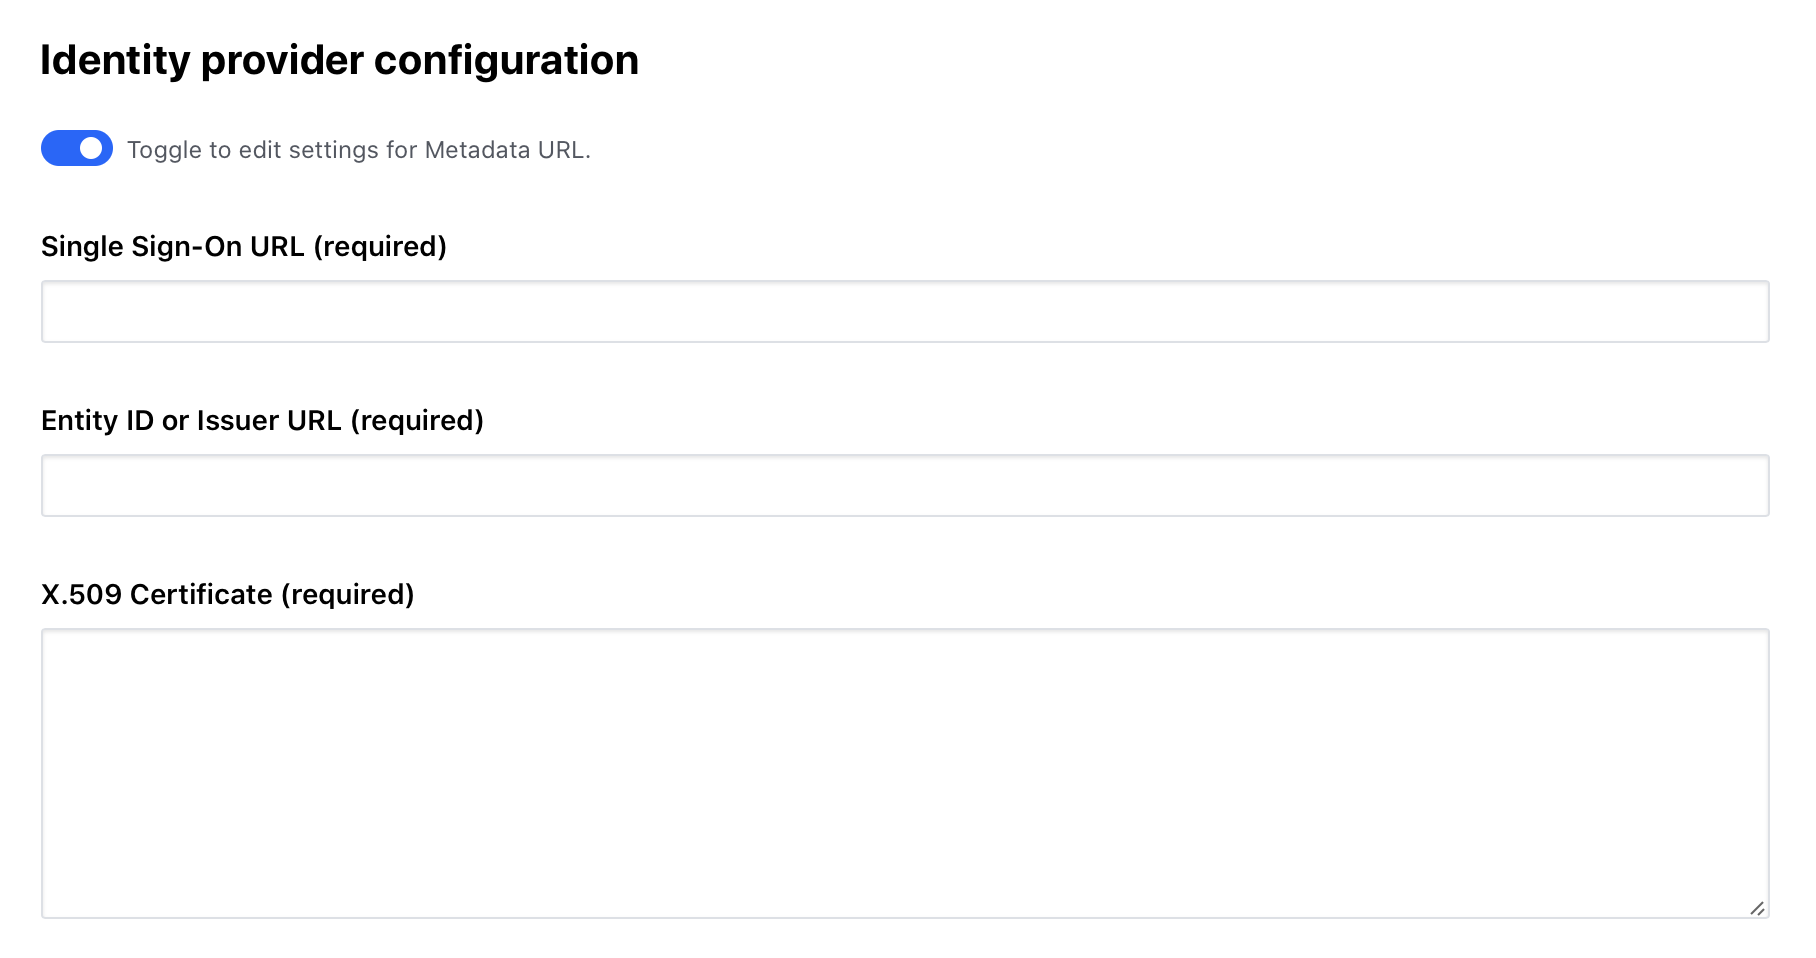 Identity provider configuration
Toggle to edit settings for Metadata URL.
Single Sign-On URL (required)
Entity ID or Issuer URL (required)
X.509 Certificate (required)